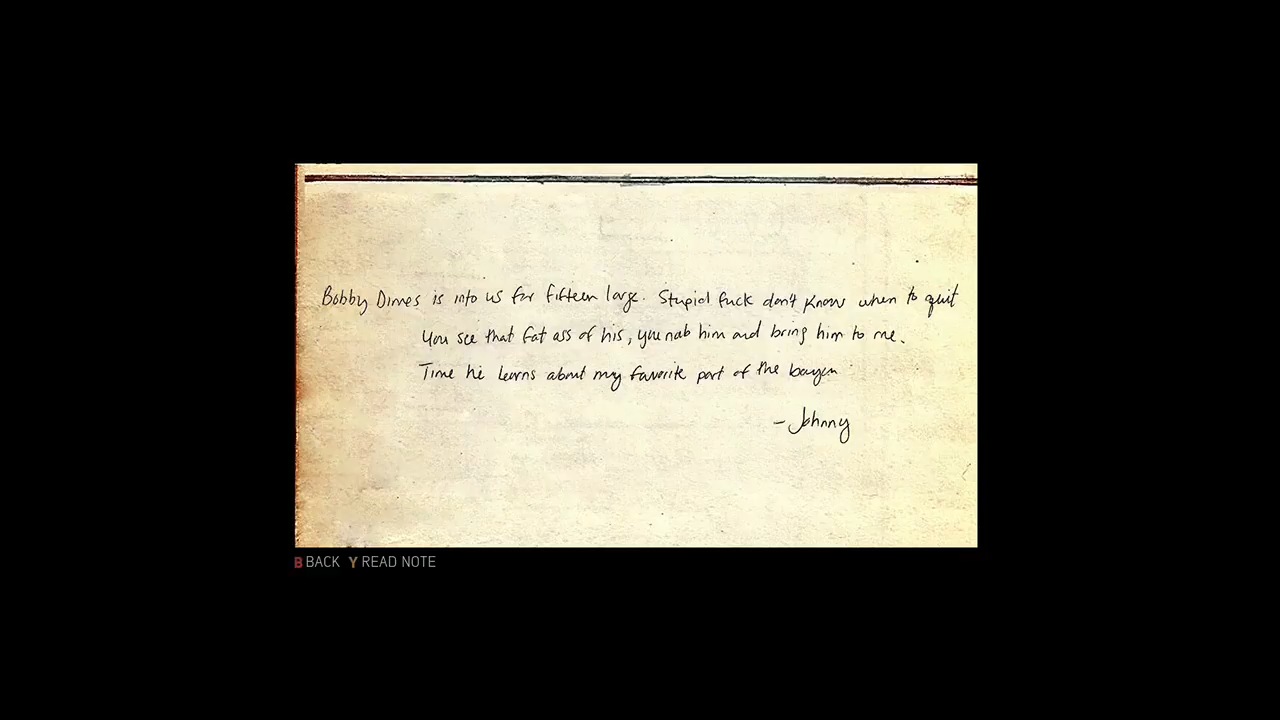 Bobby Dimes is into us for fifteen large. Stupid fuck don't know when to quit
You see that fat ass of his, you nab him and bring him to me.
Time he learns about my favorite part of the bayou
- Johnny
B BACK Y READ NOTE